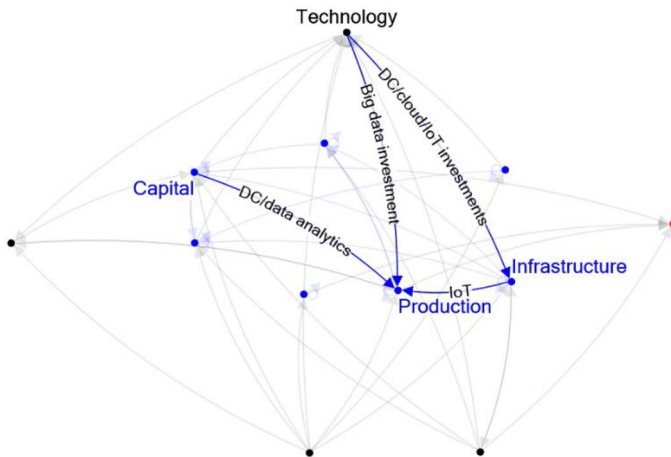 Technology
DC/cloud/IoT investments
Big data investment
Capital
DC/data analytics
Infrastructure
IoT
Production